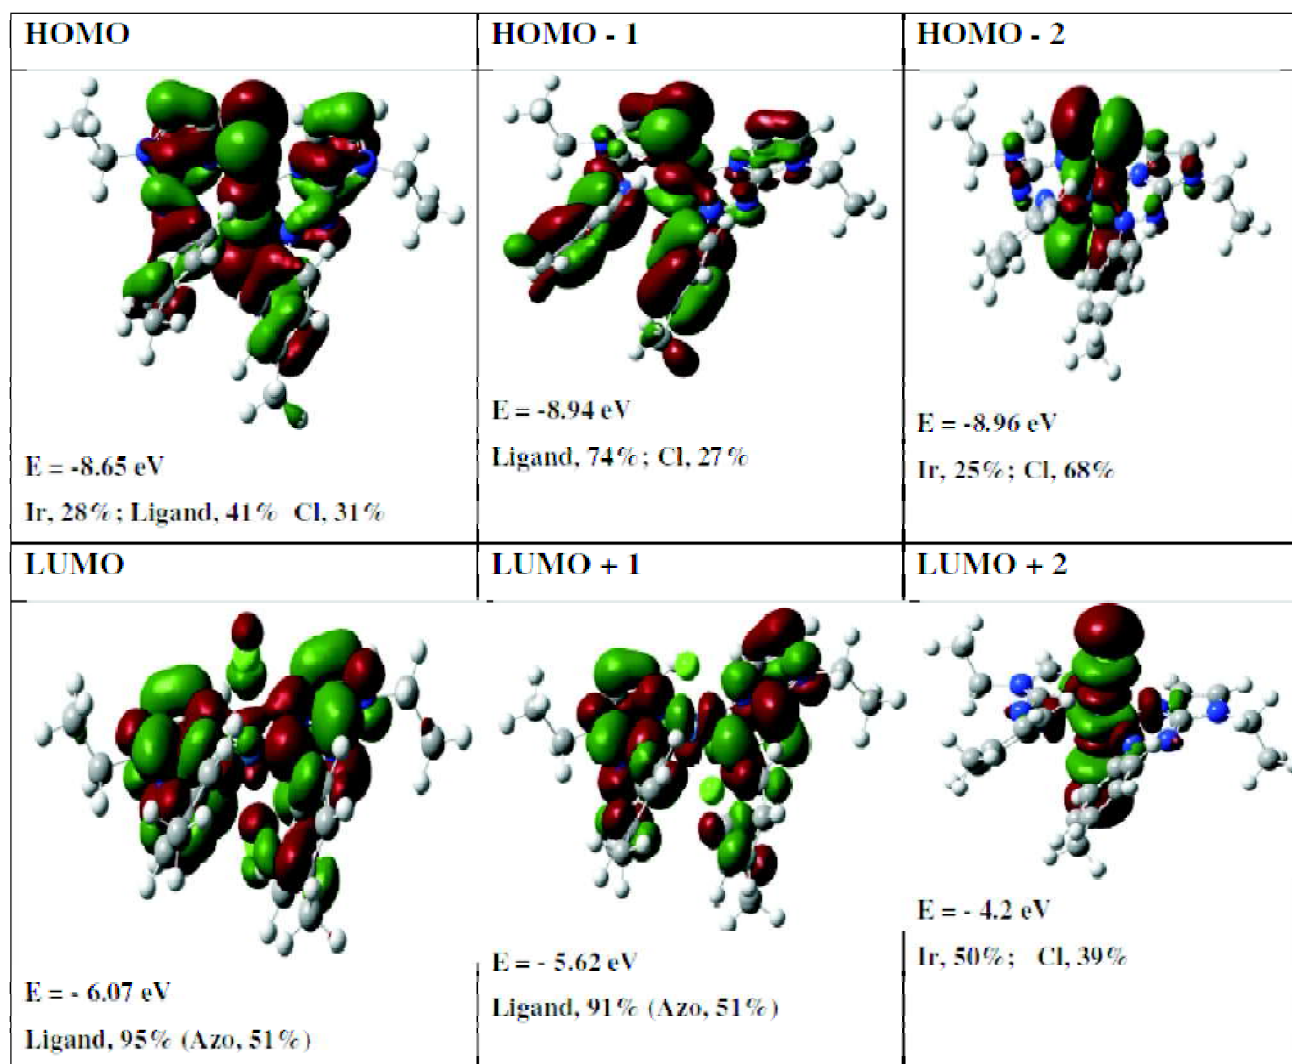 HOMO
HOMO - 1
HOMO - 2
E = -8.65 eV
Ir, 28%; Ligand, 41% Cl, 31%
E = -8.94 eV
Ligand, 74%; Cl, 27%
E = -8.96 eV
Ir, 25%; Cl, 68%
LUMO
LUMO + 1
LUMO + 2
E = - 6.07 eV
Ligand, 95% (Azo, 51%)
E = - 5.62 eV
Ligand, 91% (Azo, 51%)
E = - 4.2 eV
Ir, 50%; Cl, 39%